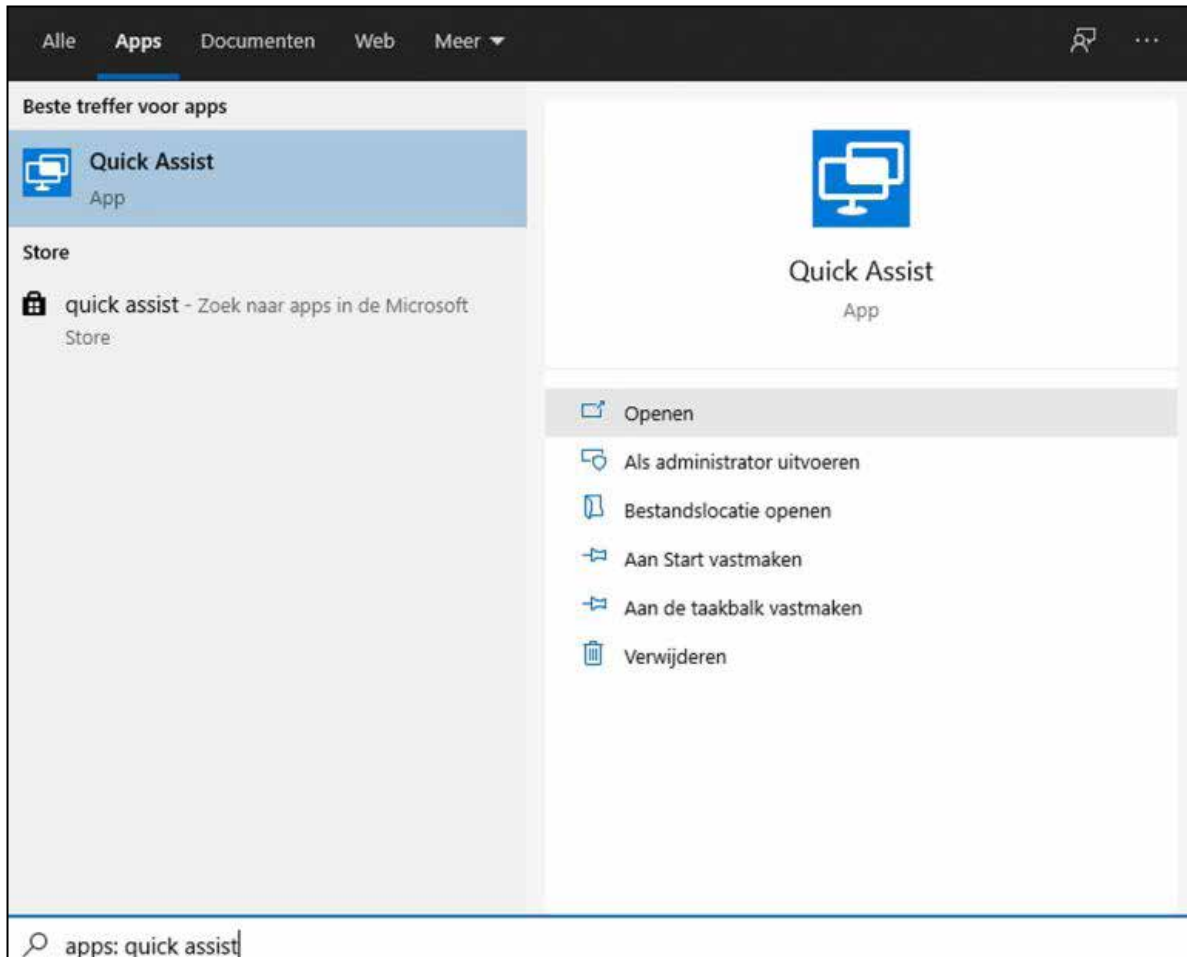 Alle Apps Documenten Web Meer
Beste treffer voor apps
Quick Assist
App
Store
quick assist - Zoek naar apps in de Microsoft
Store
Quick Assist
App
Openen
Als administrator uitvoeren
Bestandslocatie openen
Aan Start vastmaken
Aan de taakbalk vastmaken
Verwijderen
apps: quick assist